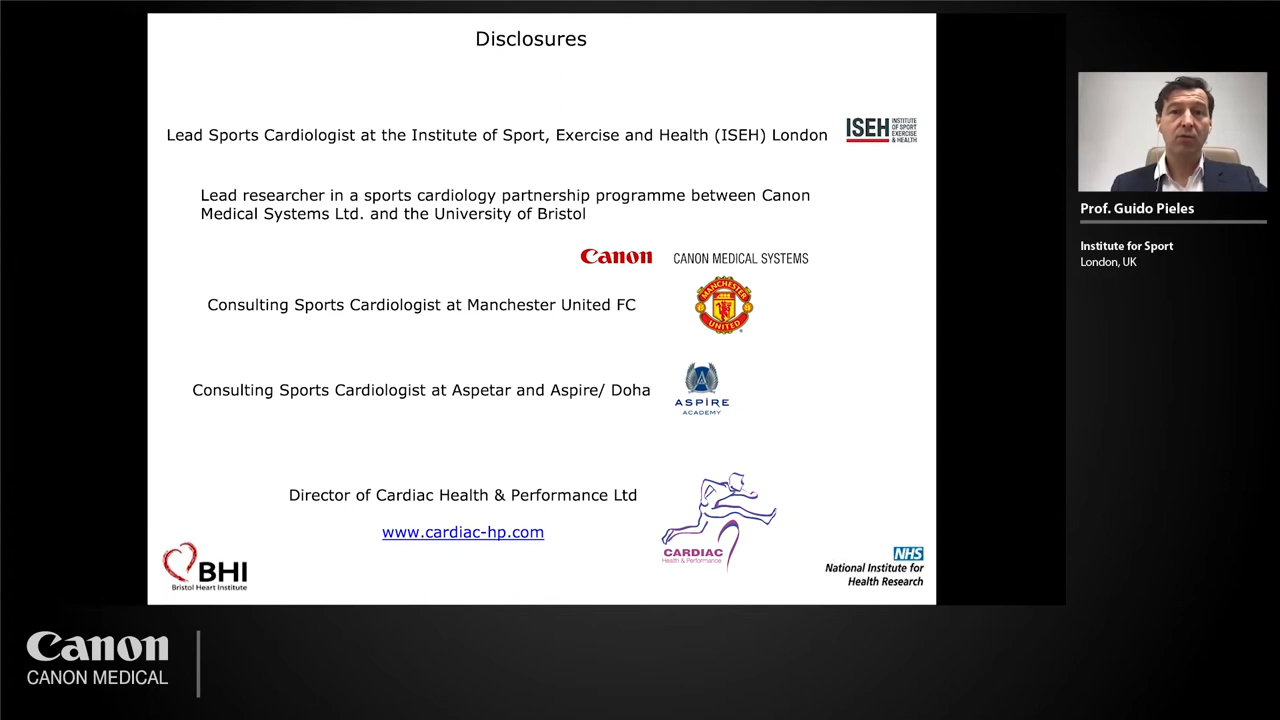 Disclosures
Lead Sports Cardiologist at the Institute of Sport, Exercise and Health (ISEH) London
ISEH
INSTITUTE
OF SPORT
EXERCISE
& HEALTH
Lead researcher in a sports cardiology partnership programme between Canon
Medical Systems Ltd. and the University of Bristol
Canon CANON MEDICAL SYSTEMS
Consulting Sports Cardiologist at Manchester United FC
MANCHESTER
UNITED
Consulting Sports Cardiologist at Aspetar and Aspire/ Doha
ASPIRE
ACADEMY
Director of Cardiac Health & Performance Ltd
www.cardiac-hp.com
CARDIAC
Health & Performance
BHI
Bristol Heart Institute
NHS
National Institute for
Health Research
Prof. Guido Pieles
Institute for Sport
London, UK
Canon
CANON MEDICAL